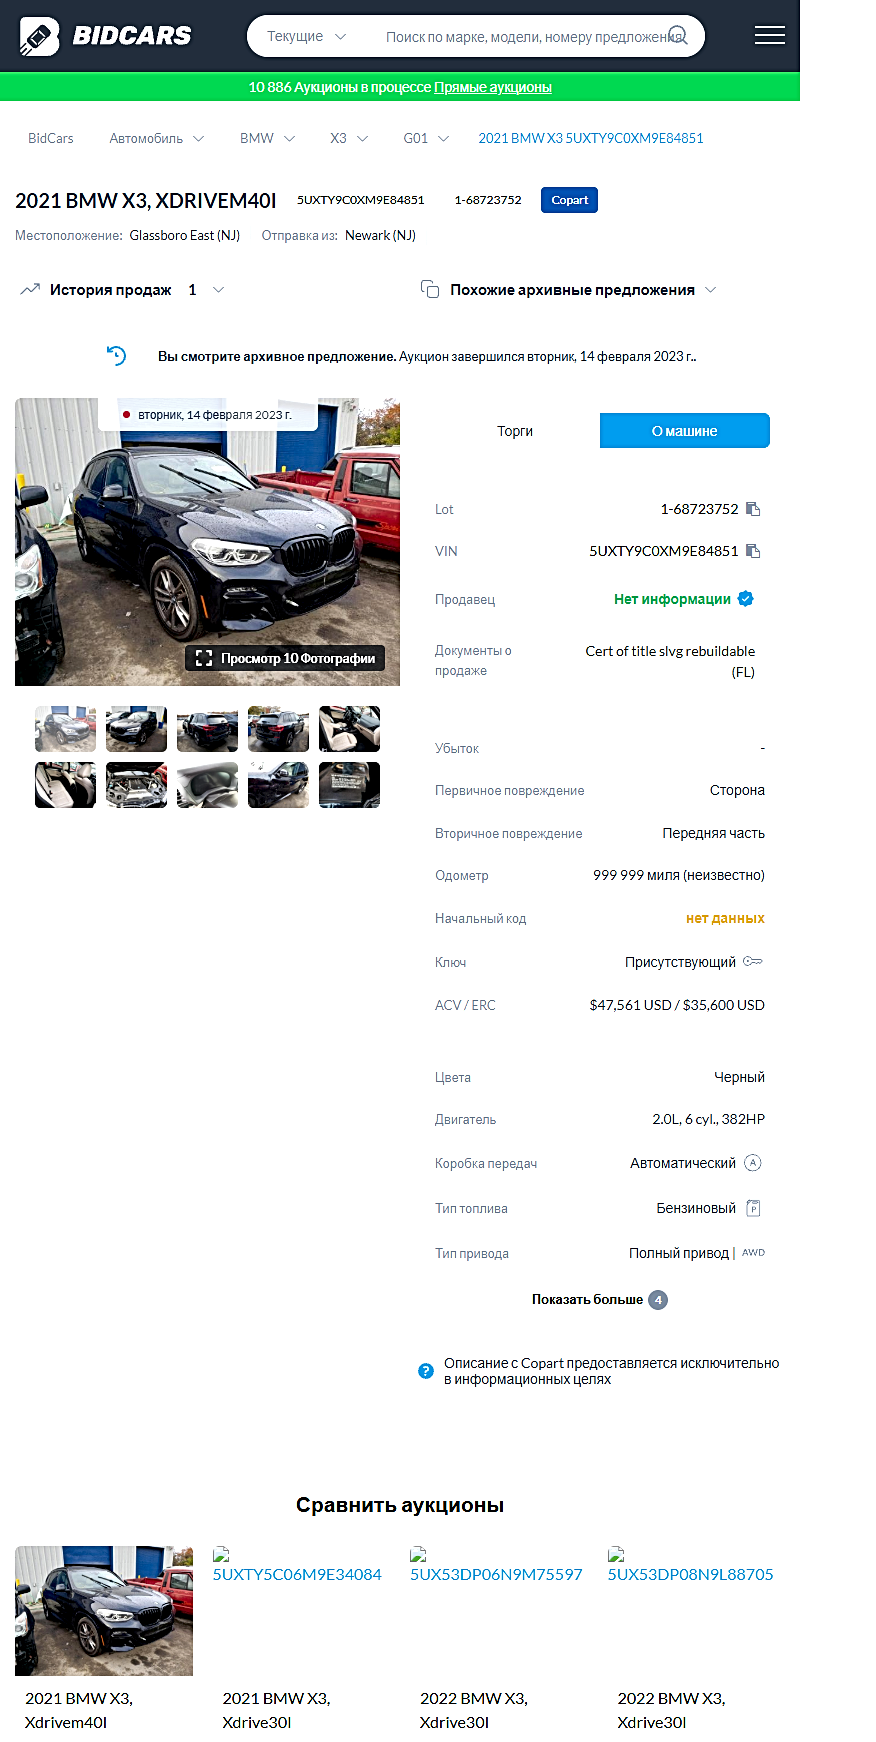 BIDCARS
Текущие
Поиск по марке, модели, номеру предложения
10 886 Аукционы в процессе Прямые аукционы
BidCars Автомобиль BMW X3 G01 2021 BMW X3 5UXTY9C0XM9E84851
2021 BMW X3, XDRIVEM40I 5UXTY9C0XM9E84851 1-68723752 Copart
Местоположение: Glassboro East (NJ) Отправка из: Newark (NJ)
История продаж 1
Похожие архивные предложения
Вы смотрите архивное предложение. Аукцион завершился вторник, 14 февраля 2023 г..
вторник, 14 февраля 2023 г.
Просмотр 10 Фотографии
Торги О машине
Lot 1-68723752
VIN 5UXTY9C0XM9E84851
Продавец Нет информации
Документы о продаже
Cert of title slvg rebuildable
(FL)
Убыток -
Первичное повреждение Сторона
Вторичное повреждение Передняя часть
Одометр 999 999 миля (неизвестно)
Начальный код нет данных
Ключ Присутствующий
ACV / ERC $47,561 USD / $35,600 USD
Цвета Черный
Двигатель 2.0L, 6 cyl., 382HP
Коробка передач Автоматический A
Тип топлива Бензиновый P
Тип привода Полный привод | AWD
Показать больше 4
? Описание с Copart предоставляется исключительно
в информационных целях
Сравнить аукционы
5UXTY5C06M9E34084
5UX53DP06N9M75597
5UX53DP08N9L88705
2021 BMW X3,
Xdrivem40I
2021 BMW X3,
Xdrive30I
2022 BMW X3,
Xdrive30I
2022 BMW X3,
Xdrive30I